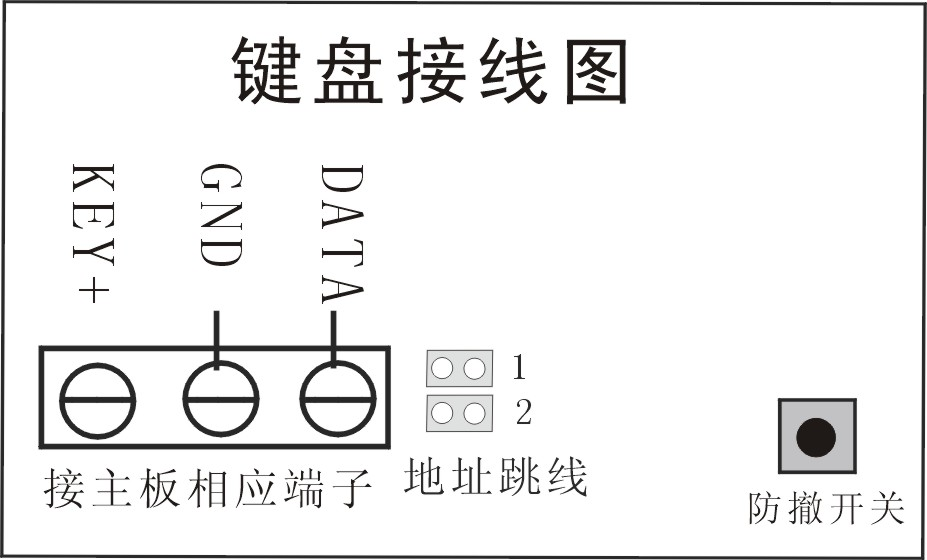 键盘接线图
KEY+
GND
DATA
1
2
接主板相应端子
地址跳线
防撤开关